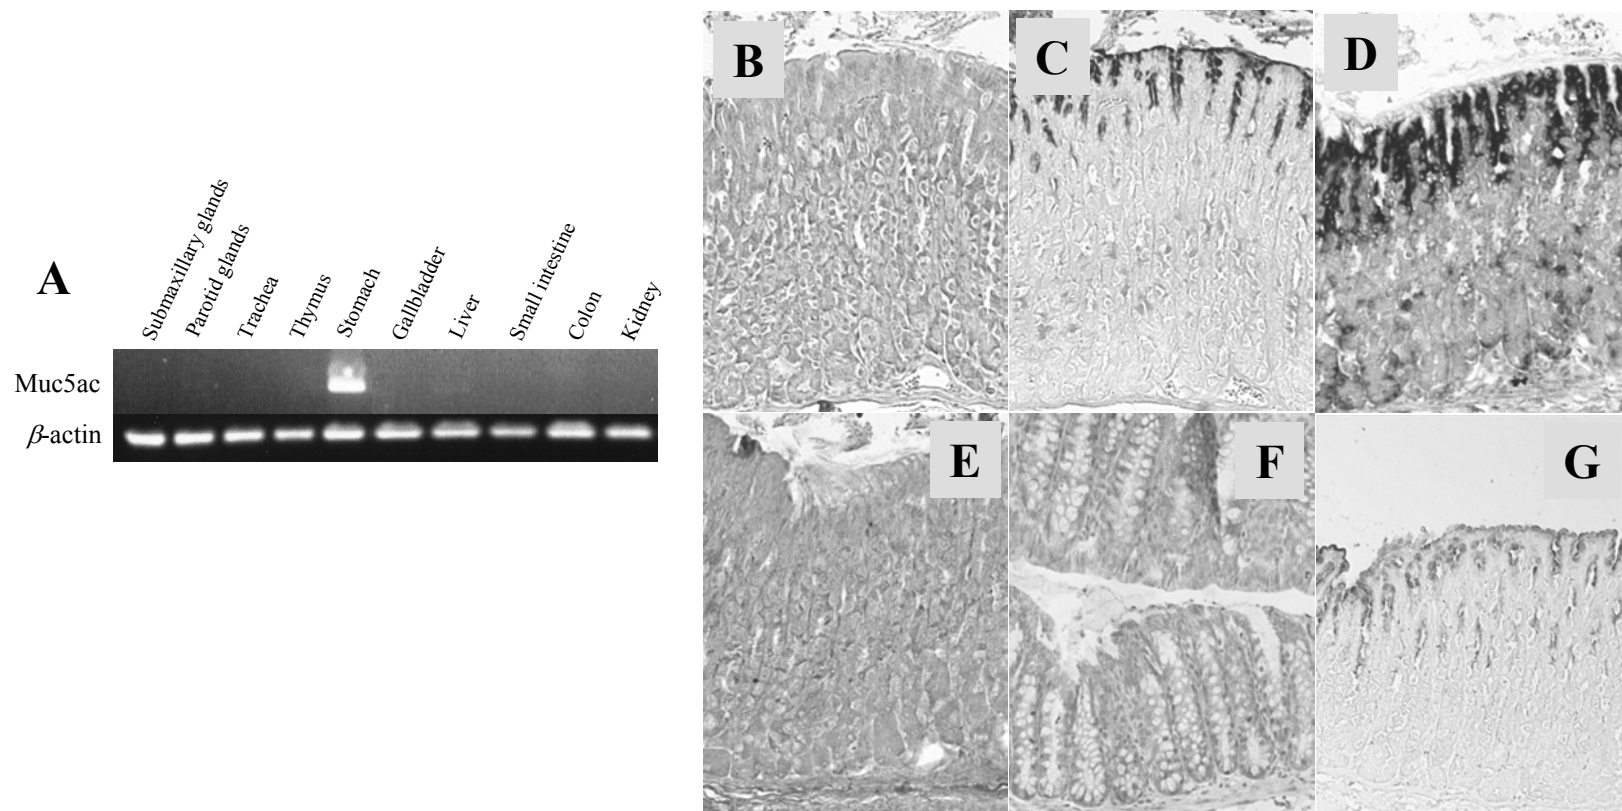 A
Submaxillary glands
Parotid glands
Trachea
Thymus
Stomach
Gallbladder
Liver
Small intestine
Colon
Kidney
Muc5ac
β-actin
B
C
D
E
F
G